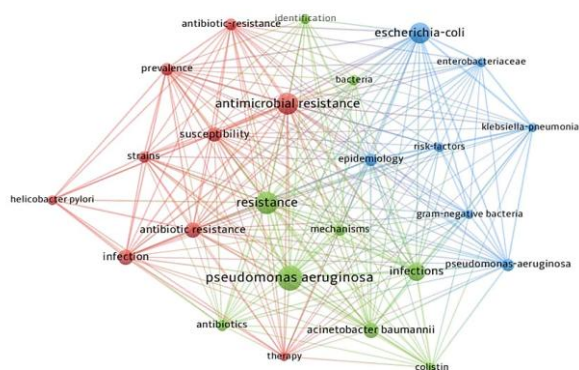 identification
antibiotic-resistance
escherichia-coli
enterobacteriaceae
prevalence
bacteria
antimicrobial resistance
klebsiella-pneumonia
susceptibility
risk-factors
strains
epidemiology
helicobacter pylori
resistance
gram-negative bacteria
antibiotic resistance
mechanisms
infection
pseudomonas-aeruginosa
infections
pseudomonas aeruginosa
antibiotics
acinetobacter baumannii
therapy
colistin